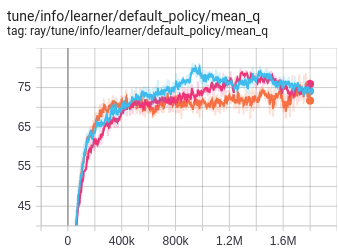 tune/info/learner/default_policy/mean_q
tag: ray/tune/info/learner/default_policy/mean_q
75
65
55
45
0 400k 800k 1.2M 1.6M